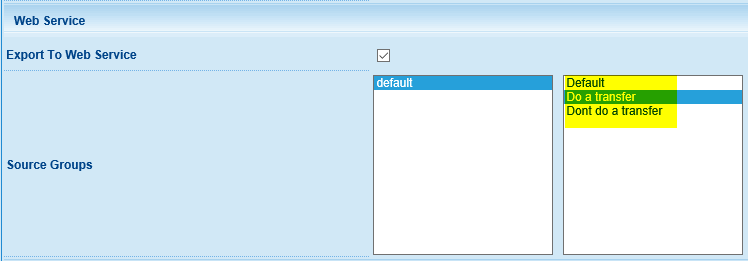 Web Service
Export To Web Service
Source Groups
default
Default
Do a transfer
Dont do a transfer